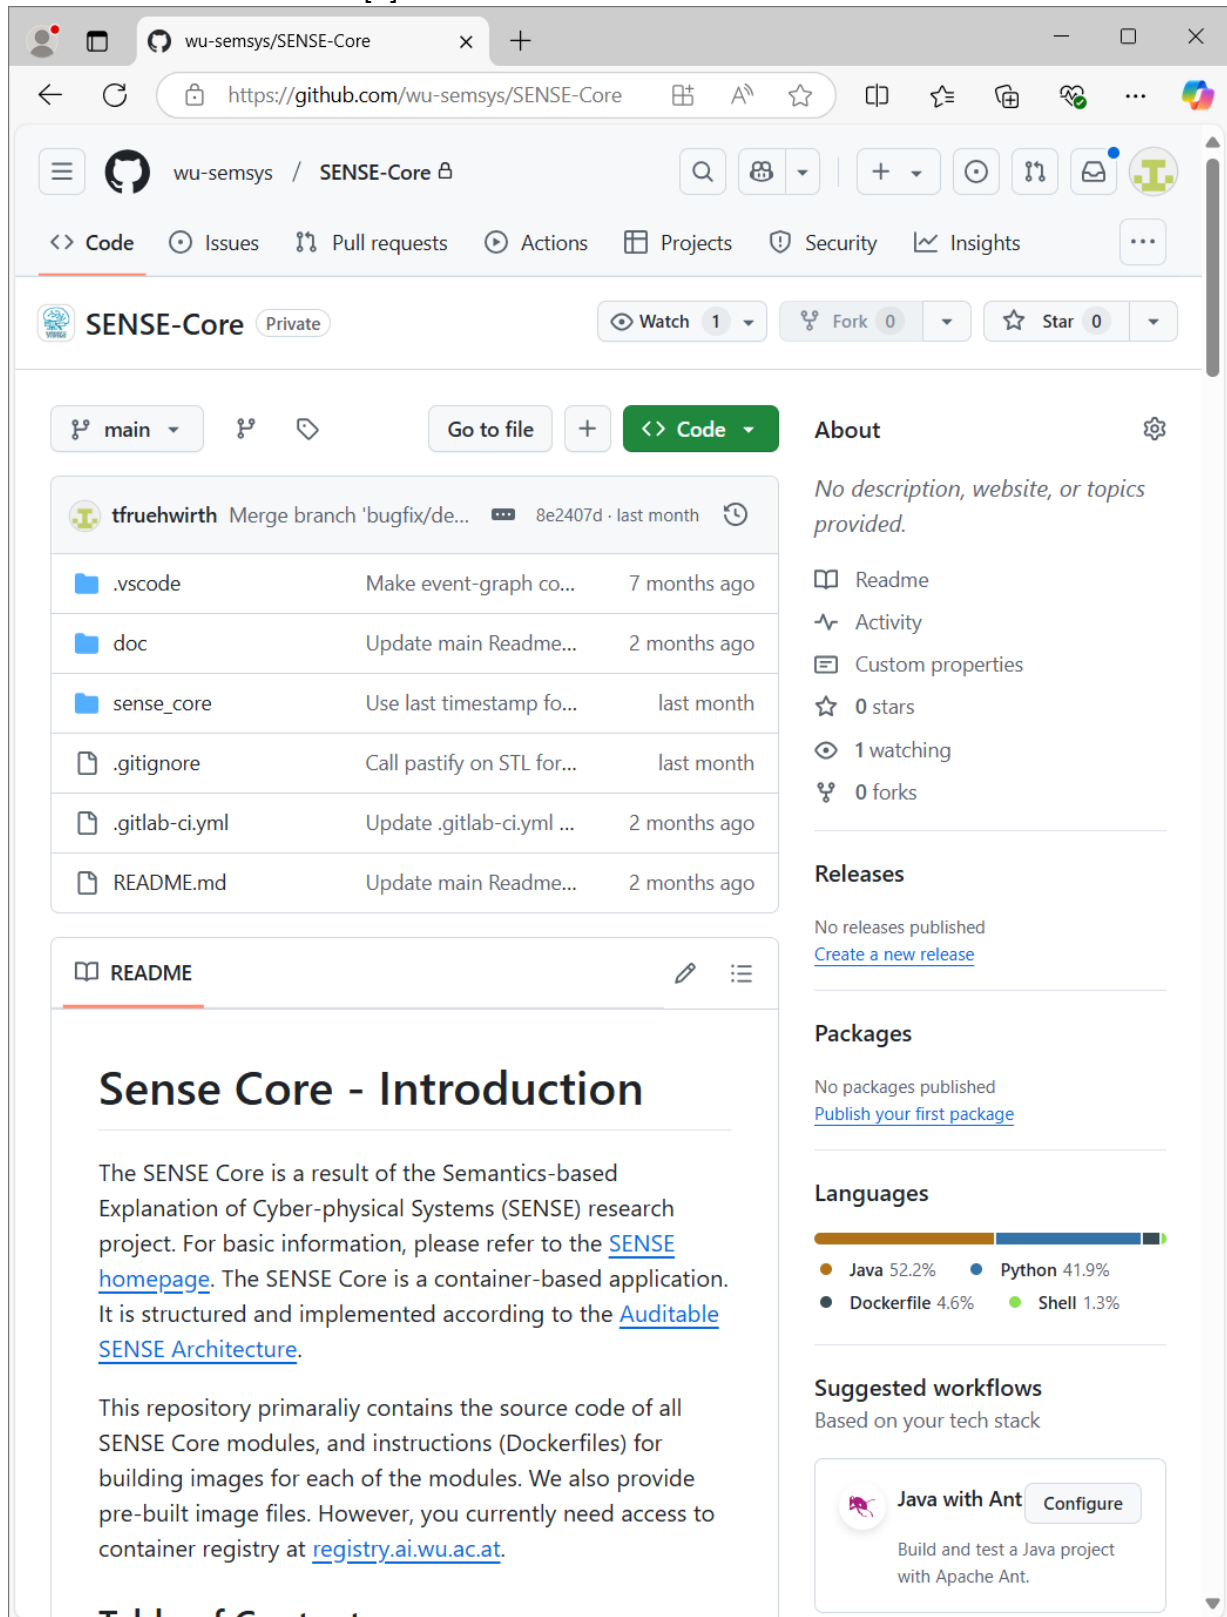 wu-semsys/SENSE-Core
https://github.com/wu-semsys/SENSE-Core
wu-semsys / SENSE-Core
Code Issues Pull requests Actions Projects Security Insights
SENSE-Core Private Watch 1 Fork 0 Star 0
main Go to file Code
tfruehwirth Merge branch 'bugfix/de... 8e2407d · last month
.vscode Make event-graph co... 7 months ago
doc Update main Readme... 2 months ago
sense_core Use last timestamp fo... last month
.gitignore Call pastify on STL for... last month
.gitlab-ci.yml Update .gitlab-ci.yml ... 2 months ago
README.md Update main Readme... 2 months ago
README
Sense Core - Introduction
The SENSE Core is a result of the Semantics-based
Explanation of Cyber-physical Systems (SENSE) research
project. For basic information, please refer to the SENSE
homepage. The SENSE Core is a container-based application.
It is structured and implemented according to the Auditable
SENSE Architecture.
This repository primaraliy contains the source code of all
SENSE Core modules, and instructions (Dockerfiles) for
building images for each of the modules. We also provide
pre-built image files. However, you currently need access to
container registry at registry.ai.wu.ac.at.
About
No description, website, or topics
provided.
Readme
Activity
Custom properties
0 stars
1 watching
0 forks
Releases
No releases published
Create a new release
Packages
No packages published
Publish your first package
Languages
Java 52.2% Python 41.9%
Dockerfile 4.6% Shell 1.3%
Suggested workflows
Based on your tech stack
Java with Ant Configure
Build and test a Java project
with Apache Ant.